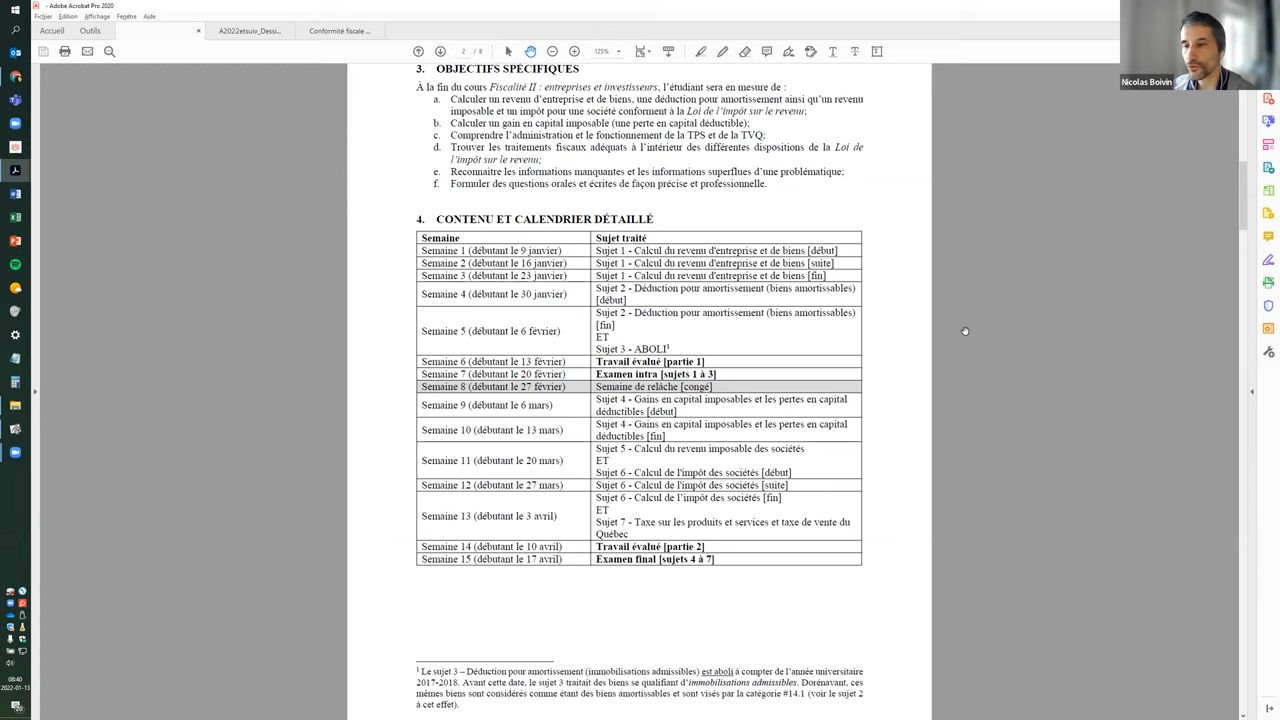 - Adobe Acrobat Pro 2020
Fichier Edition Affichage Fenêtre Aide
Accueil Outils × A2022etsuiv_Dessi... Conformité fiscale ...
2 / 8 125%
Nicolas Boivin
3. OBJECTIFS SPÉCIFIQUES
À la fin du cours Fiscalité II : entreprises et investisseurs, l'étudiant sera en mesure de :
a. Calculer un revenu d'entreprise et de biens, une déduction pour amortissement ainsi qu'un revenu
imposable et un impôt pour une société conforment à la Loi de l'impôt sur le revenu;
b. Calculer un gain en capital imposable (une perte en capital déductible);
c. Comprendre l'administration et le fonctionnement de la TPS et de la TVQ;
d. Trouver les traitements fiscaux adéquats à l'intérieur des différentes dispositions de la Loi de
l'impôt sur le revenu;
e. Reconnaitre les informations manquantes et les informations superflues d'une problématique;
f. Formuler des questions orales et écrites de façon précise et professionnelle.
4. CONTENU ET CALENDRIER DÉTAILLÉ
Semaine Sujet traité
Semaine 1 (débutant le 9 janvier) Sujet 1 - Calcul du revenu d'entreprise et de biens [début]
Semaine 2 (débutant le 16 janvier) Sujet 1 - Calcul du revenu d'entreprise et de biens [suite]
Semaine 3 (débutant le 23 janvier) Sujet 1 - Calcul du revenu d'entreprise et de biens [fin]
Semaine 4 (débutant le 30 janvier) Sujet 2 - Déduction pour amortissement (biens amortissables)
[début]
Semaine 5 (débutant le 6 février) Sujet 2 - Déduction pour amortissement (biens amortissables)
[fin]
ET
Sujet 3 - ABOLI¹
Semaine 6 (débutant le 13 février) Travail évalué [partie 1]
Semaine 7 (débutant le 20 février) Examen intra [sujets 1 à 3]
Semaine 8 (débutant le 27 février) Semaine de relâche [congé]
Semaine 9 (débutant le 6 mars) Sujet 4 - Gains en capital imposables et les pertes en capital
déductibles [début]
Semaine 10 (débutant le 13 mars) Sujet 4 - Gains en capital imposables et les pertes en capital
déductibles [fin]
Semaine 11 (débutant le 20 mars) Sujet 5 - Calcul du revenu imposable des sociétés
ET
Sujet 6 - Calcul de l'impôt des sociétés [début]
Semaine 12 (débutant le 27 mars) Sujet 6 - Calcul de l'impôt des sociétés [suite]
Semaine 13 (débutant le 3 avril) Sujet 6 - Calcul de l'impôt des sociétés [fin]
ET
Sujet 7 - Taxe sur les produits et services et taxe de vente du
Québec
Semaine 14 (débutant le 10 avril) Travail évalué [partie 2]
Semaine 15 (débutant le 17 avril) Examen final [sujets 4 à 7]
¹ Le sujet 3 – Déduction pour amortissement (immobilisations admissibles) est aboli à compter de l'année universitaire
2017-2018. Avant cette date, le sujet 3 traitait des biens se qualifiant d'immobilisations admissibles. Dorénavant, ces
mêmes biens sont considérés comme étant des biens amortissables et sont visés par la catégorie #14.1 (voir le sujet 2
à cet effet).
08:40
2022-01-13